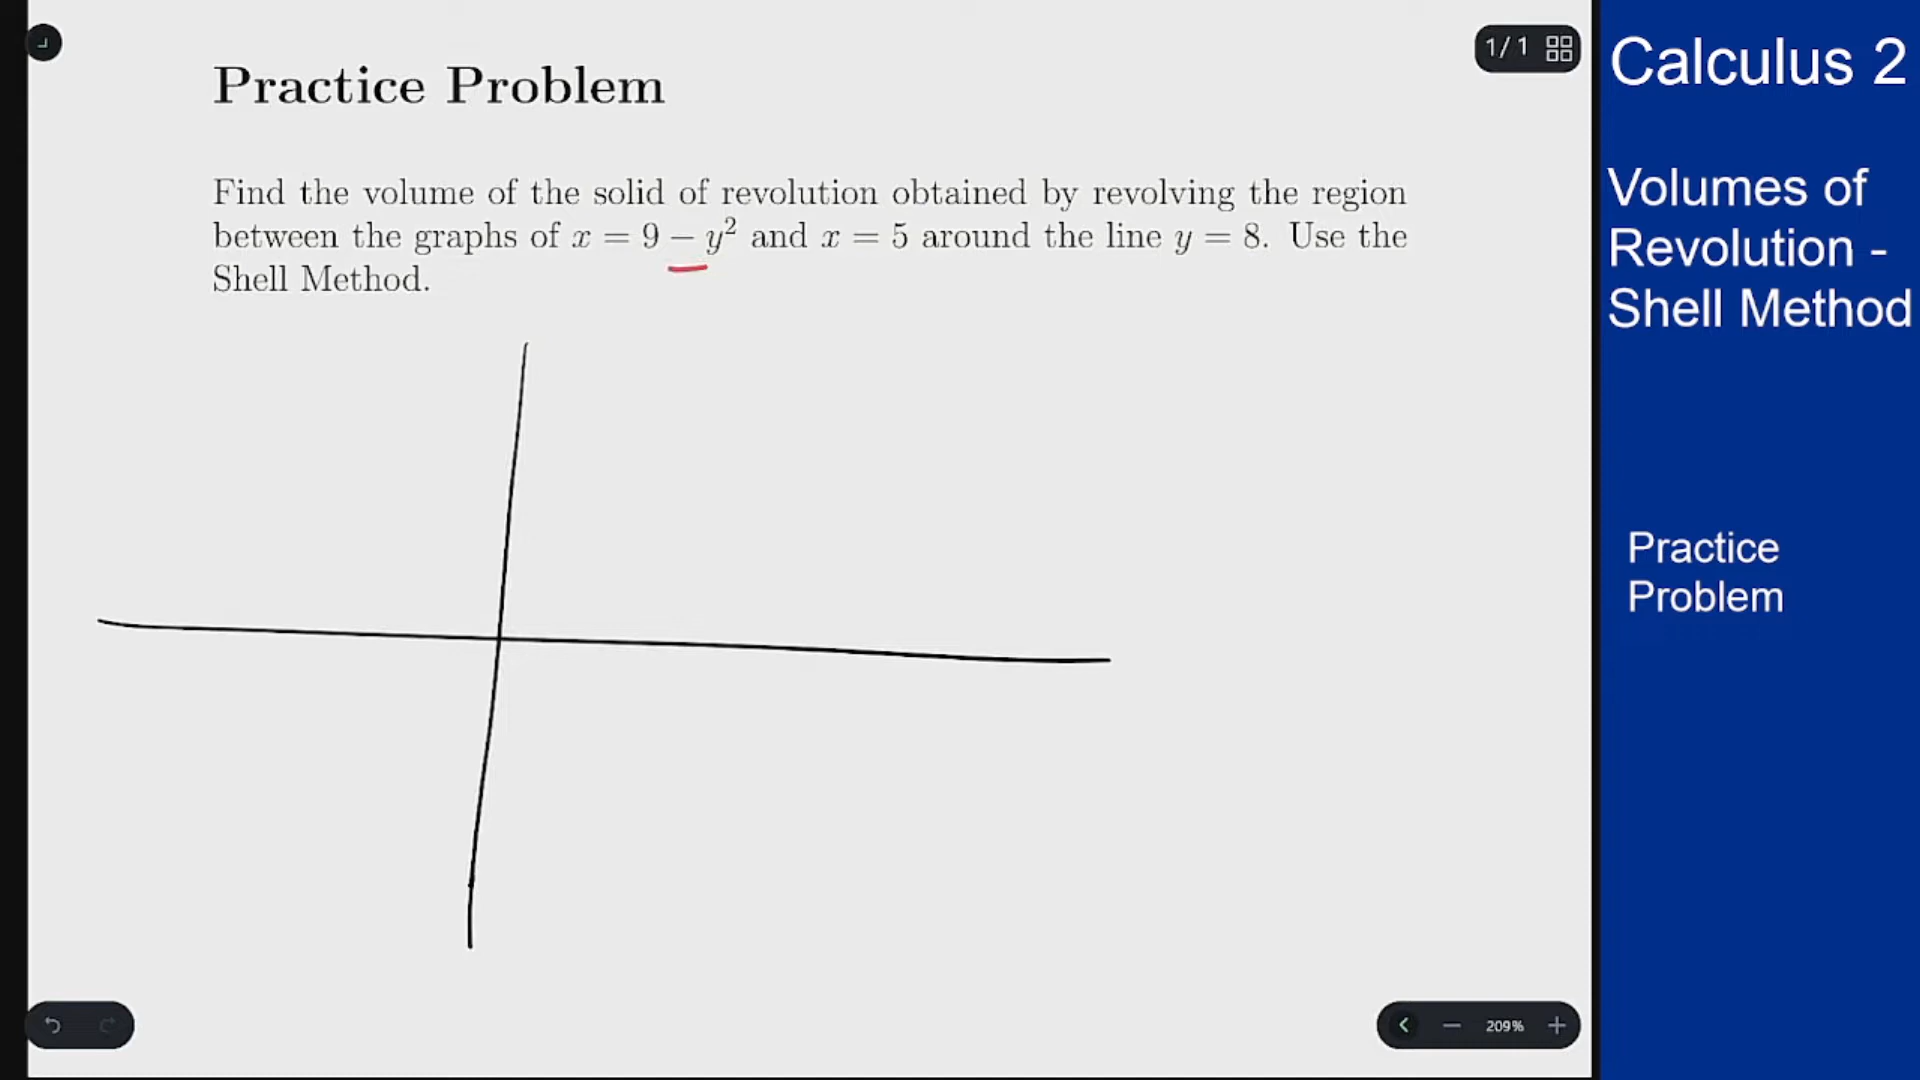 1/1
Practice Problem
Find the volume of the solid of revolution obtained by revolving the region
between the graphs of x = 9 − y² and x = 5 around the line y = 8. Use the
Shell Method.
209%
Calculus 2
Volumes of
Revolution -
Shell Method
Practice
Problem